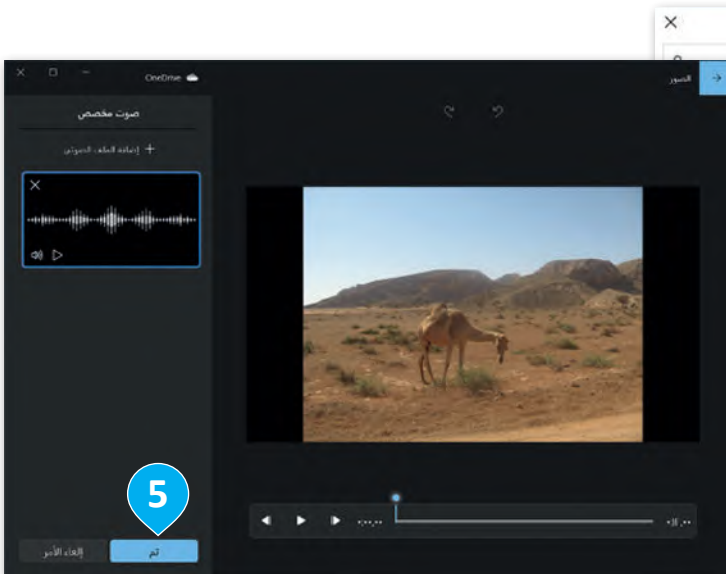 OneDrive
الصور
صوت مخصص
+ إضافة الملف الصوتي
5
تم
إلغاء الأمر